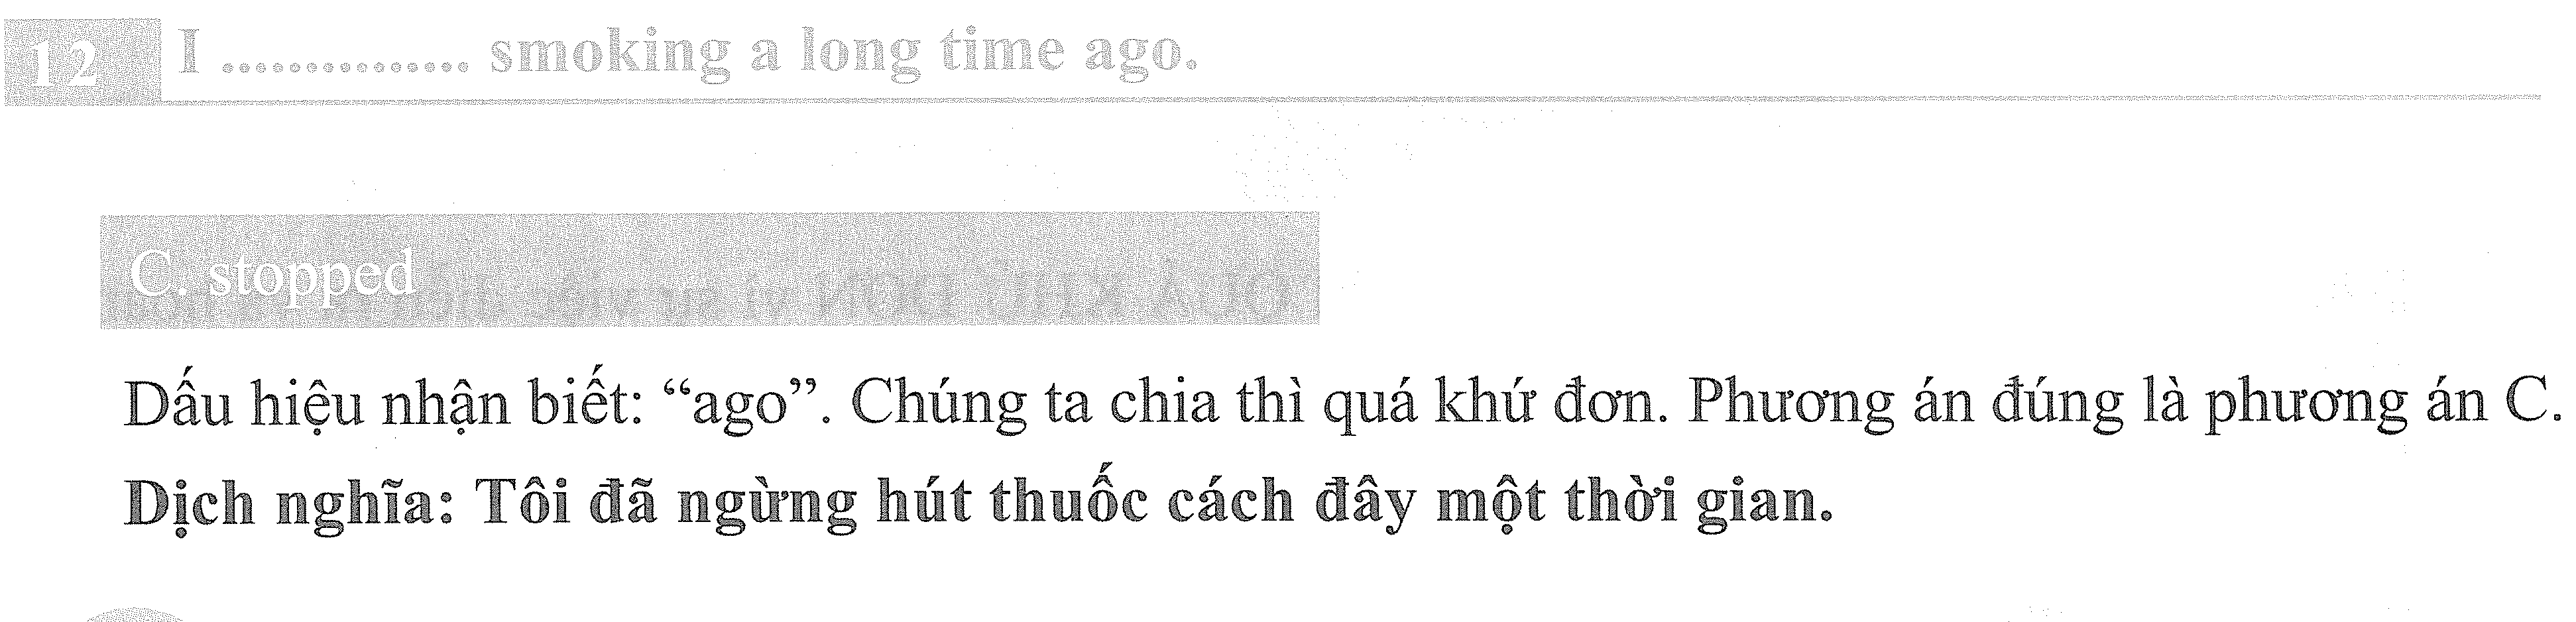 12 I .............. smoking a long time ago.
C. stopped
Dấu hiệu nhận biết: “ago”. Chúng ta chia thì quá khứ đơn. Phương án đúng là phương án C.
Dịch nghĩa: Tôi đã ngừng hút thuốc cách đây một thời gian.